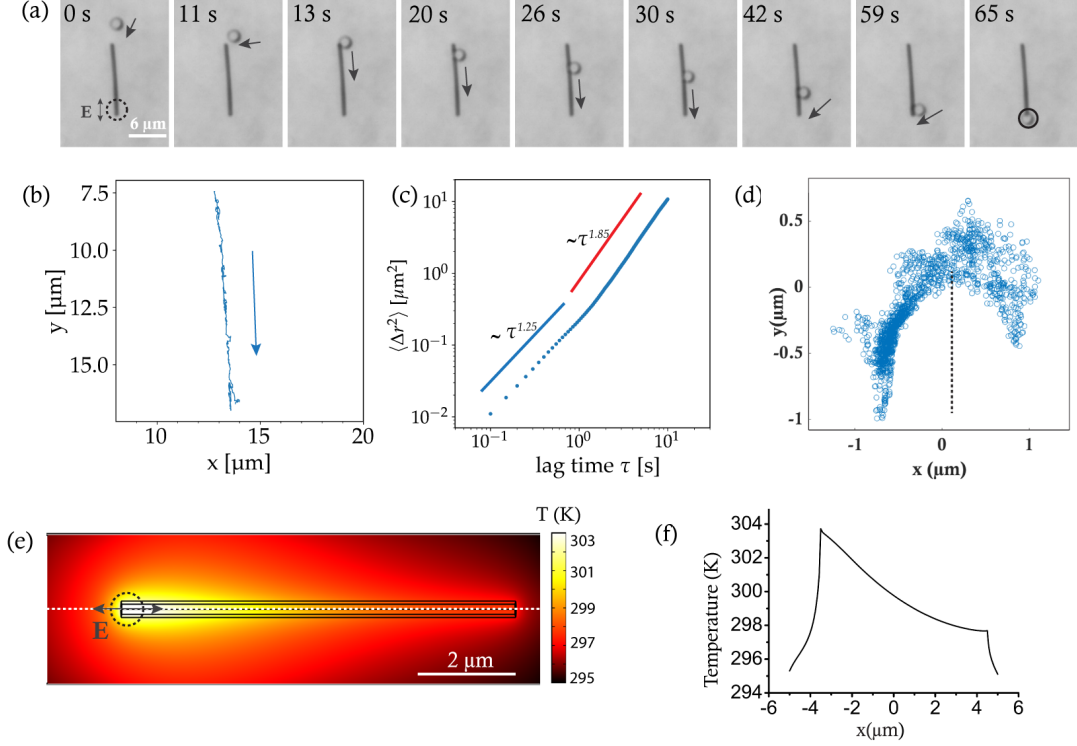 (a)
0 s 11 s 13 s 20 s 26 s 30 s 42 s 59 s 65 s
E
6 μm
(b)
7.5
10.0
12.5
15.0
y [μm]
10 15 20
x [μm]
(c)
10¹
10⁰
10⁻¹
10⁻²
⟨Δr²⟩ [μm²]
~τ^1.85
~ τ^1.25
10⁻¹ 10⁰ 10¹
lag time τ [s]
(d)
0.5
0
-0.5
-1
y(μm)
-1 0 1
x (μm)
(e)
E
2 μm
T (K)
303
301
299
297
295
(f)
304
302
300
298
296
294
Temperature (K)
-6 -4 -2 0 2 4 6
x(μm)